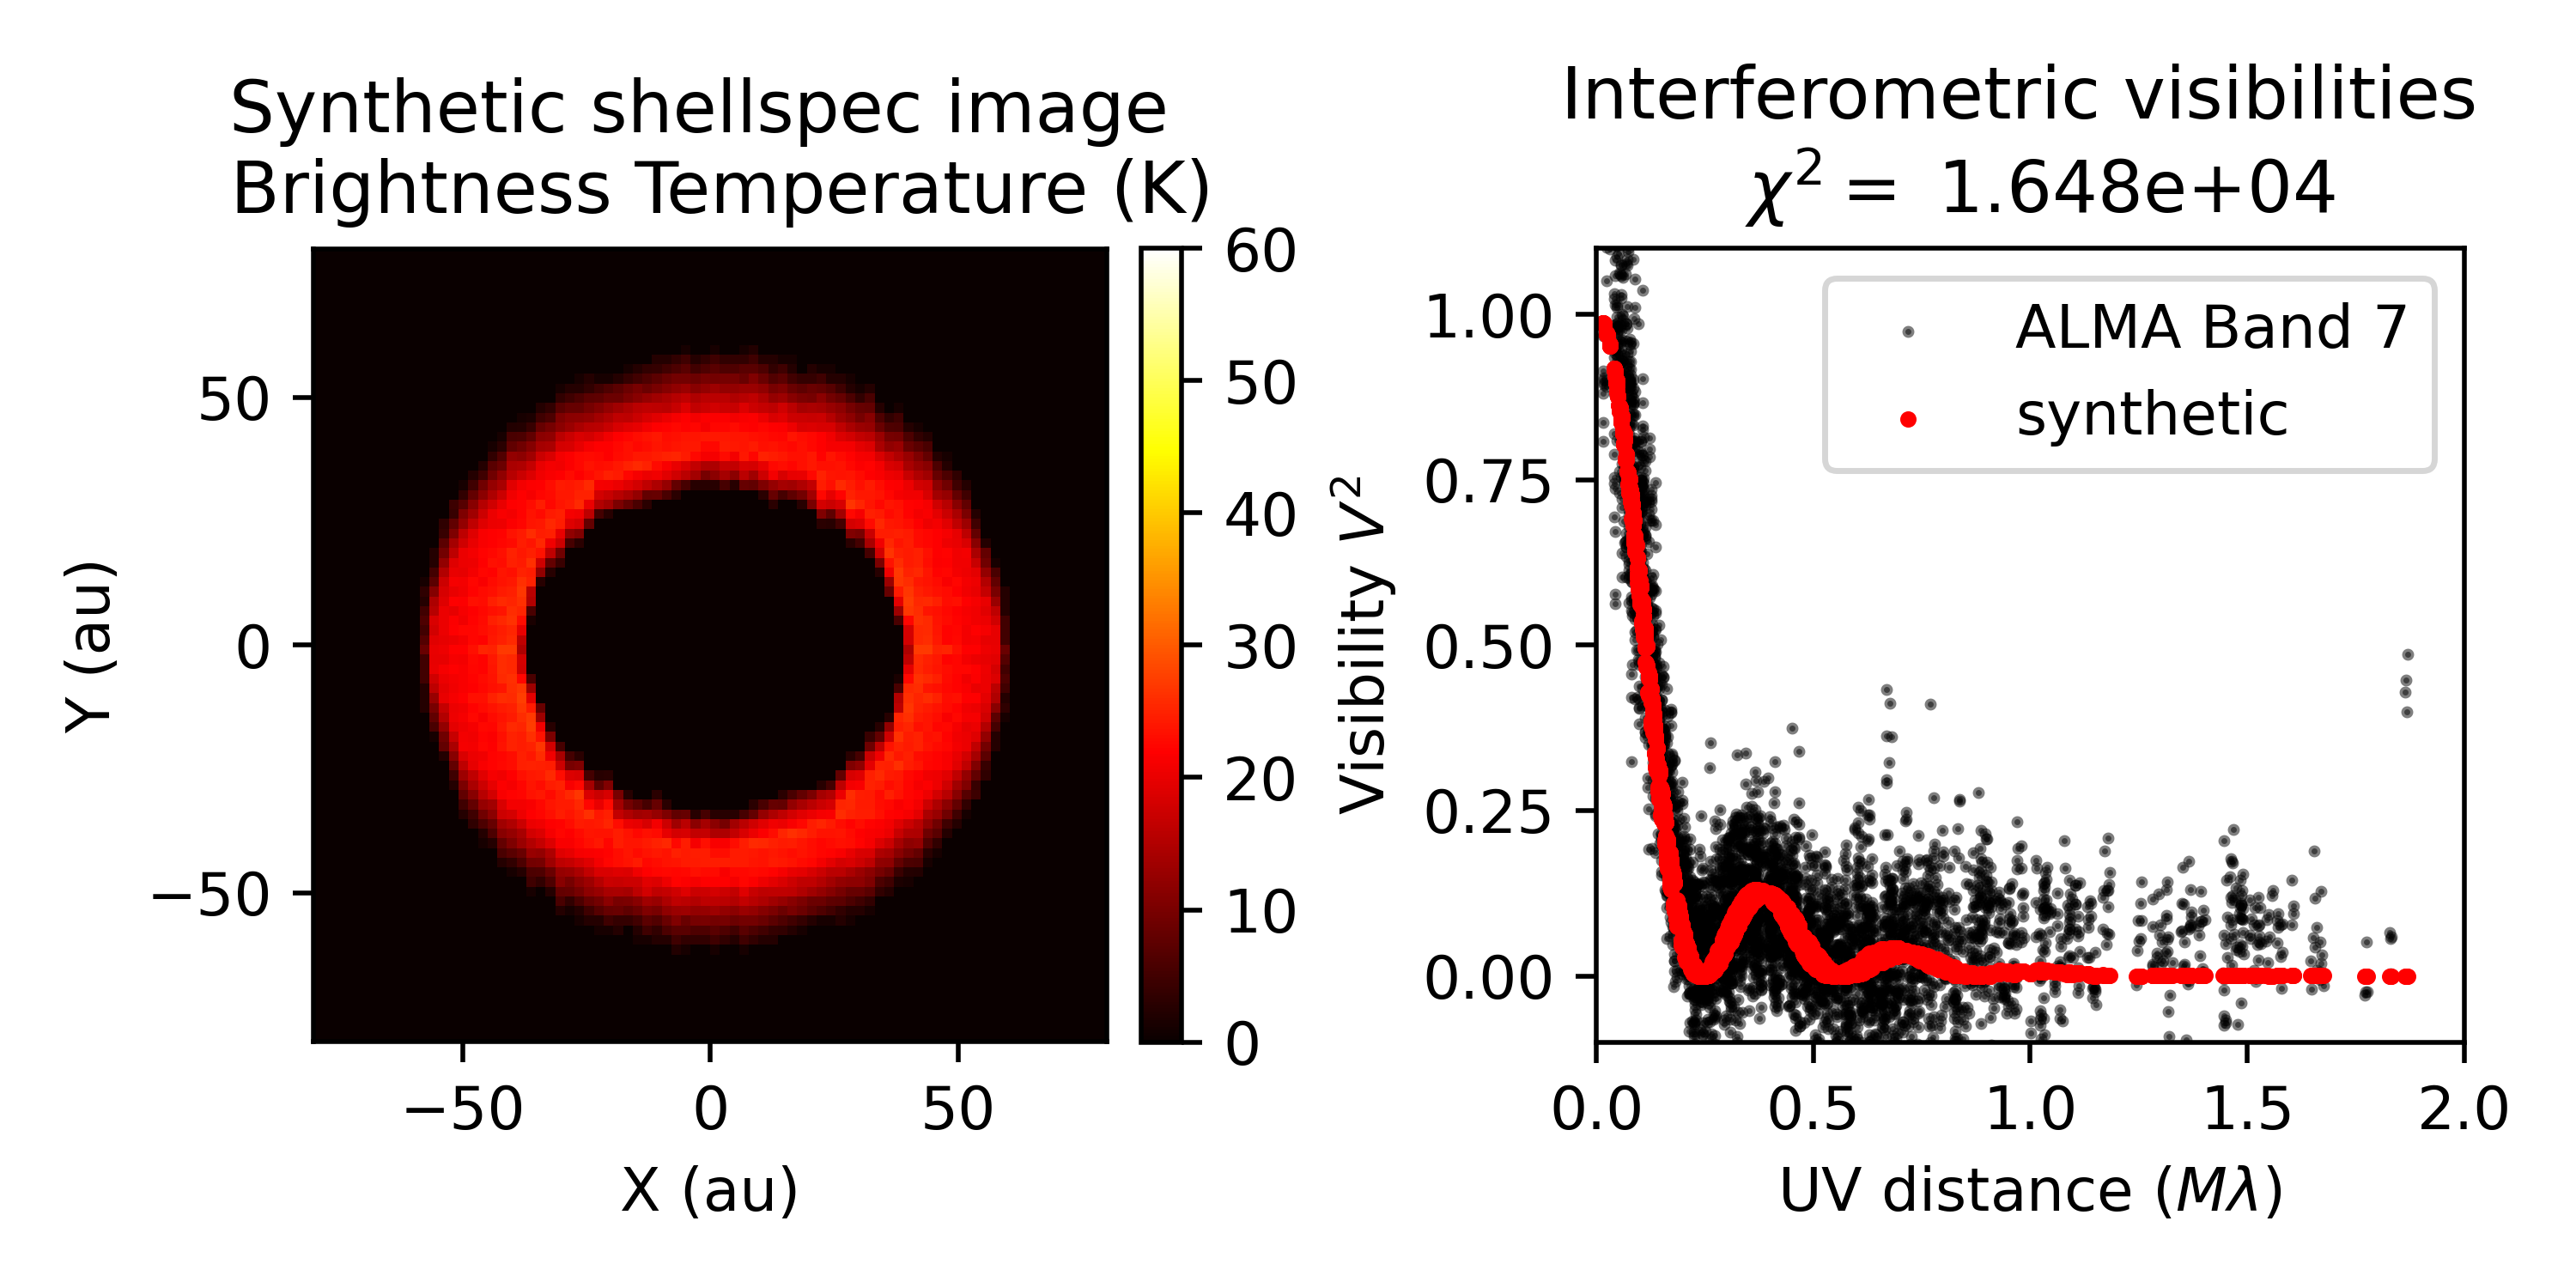 Synthetic shellspec image
Brightness Temperature (K)
Y (au)
50
0
−50
−50
0
50
X (au)
60
50
40
30
20
10
0
Interferometric visibilities
χ² = 1.648e+04
Visibility V²
1.00
0.75
0.50
0.25
0.00
ALMA Band 7
synthetic
0.0
0.5
1.0
1.5
2.0
UV distance (Mλ)